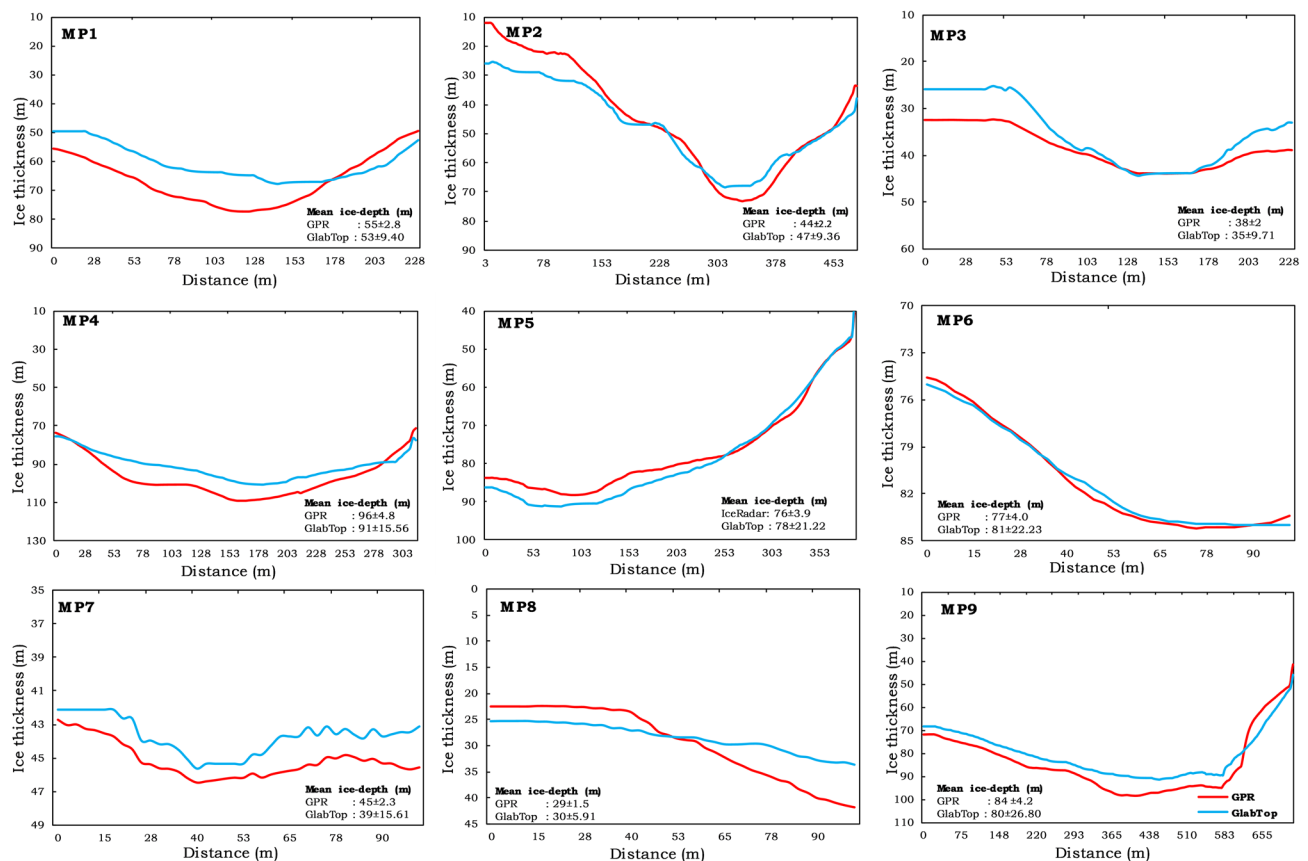 MP1
Ice thickness (m)
10
20
30
40
50
60
70
80
90
Mean ice-depth (m)
GPR : 55±2.8
GlabTop : 53±9.40
0 28 53 78 103 128 153 178 203 228
Distance (m)
MP2
Ice thickness (m)
10
20
30
40
50
60
70
80
90
Mean ice-depth (m)
GPR : 44±2.2
GlabTop : 47±9.36
3 78 153 228 303 378 453
Distance (m)
MP3
Ice thickness (m)
10
20
30
40
50
60
Mean ice-depth (m)
GPR : 38±2
GlabTop : 35±9.71
0 28 53 78 103 128 153 178 203 228
Distance (m)
MP4
Ice thickness (m)
10
30
50
70
90
110
130
Mean ice-depth (m)
GPR : 96±4.8
GlabTop : 91±15.56
0 28 53 78 103 128 153 178 203 213 253 288 303
Distance (m)
MP5
Ice thickness (m)
40
50
60
70
80
90
100
Mean ice-depth (m)
IceRadar: 76±3.9
GlabTop : 78±21.22
0 53 103 153 203 253 303 353
Distance (m)
MP6
Ice thickness (m)
70
73
76
79
82
85
Mean ice-depth (m)
GPR : 77±4.0
GlabTop : 81±22.23
0 15 28 40 53 65 78 90
Distance (m)
MP7
Ice thickness (m)
35
37
39
41
43
45
47
49
Mean ice-depth (m)
GPR : 45±2.3
GlabTop : 39±15.61
0 15 28 40 53 65 78 90
Distance (m)
MP8
Ice thickness (m)
0
5
10
15
20
25
30
35
40
45
Mean ice-depth (m)
GPR : 29±1.5
GlabTop : 30±5.91
0 15 28 40 53 65 78 90
Distance (m)
MP9
Ice thickness (m)
10
20
30
40
50
60
70
80
90
100
110
Mean ice-depth (m)
GPR : 84±4.2
GlabTop : 80±26.80
GPR
GlabTop
0 75 150 220 293 365 438 510 583 655
Distance (m)